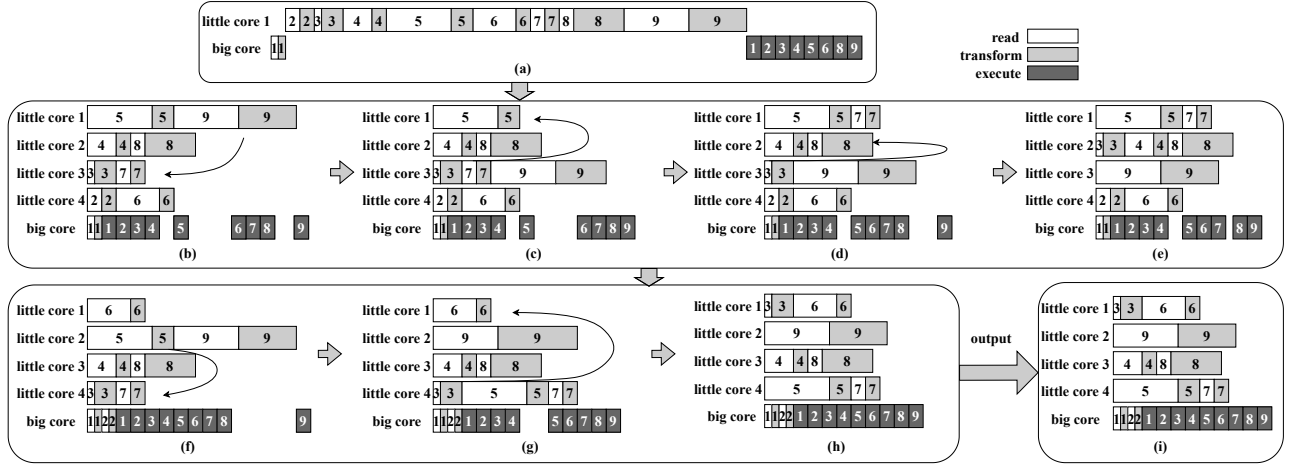 little core 1 2 2 3 3 4 4 5 5 6 6 7 7 8 8 9 9
big core 1 1 1 2 3 4 5 6 7 8 9
(a)
read
transform
execute
little core 1 5 5 9 9
little core 2 4 4 8 8
little core 3 3 3 7 7
little core 4 2 2 6 6
big core 1 1 1 2 3 4 5 6 7 8 9
(b)
little core 1 5 5
little core 2 4 4 8 8
little core 3 3 3 7 7 9 9
little core 4 2 2 6 6
big core 1 1 1 2 3 4 5 6 7 8 9
(c)
little core 1 5 5 7 7
little core 2 4 4 8 8
little core 3 3 3 9 9
little core 4 2 2 6 6
big core 1 1 1 2 3 4 5 6 7 8 9
(d)
little core 1 5 5 7 7
little core 2 3 3 4 4 8 8
little core 3 9 9
little core 4 2 2 6 6
big core 1 1 1 2 3 4 5 6 7 8 9
(e)
little core 1 6 6
little core 2 5 5 9 9
little core 3 4 4 8 8
little core 4 3 3 7 7
big core 1 1 2 2 1 2 3 4 5 6 7 8 9
(f)
little core 1 6 6
little core 2 9 9
little core 3 4 4 8 8
little core 4 3 3 5 5 7 7
big core 1 1 2 2 1 2 3 4 5 6 7 8 9
(g)
little core 1 3 3 6 6
little core 2 9 9
little core 3 4 4 8 8
little core 4 5 5 7 7
big core 1 1 2 2 1 2 3 4 5 6 7 8 9
(h)
output
little core 1 3 3 6 6
little core 2 9 9
little core 3 4 4 8 8
little core 4 5 5 7 7
big core 1 1 2 2 1 2 3 4 5 6 7 8 9
(i)